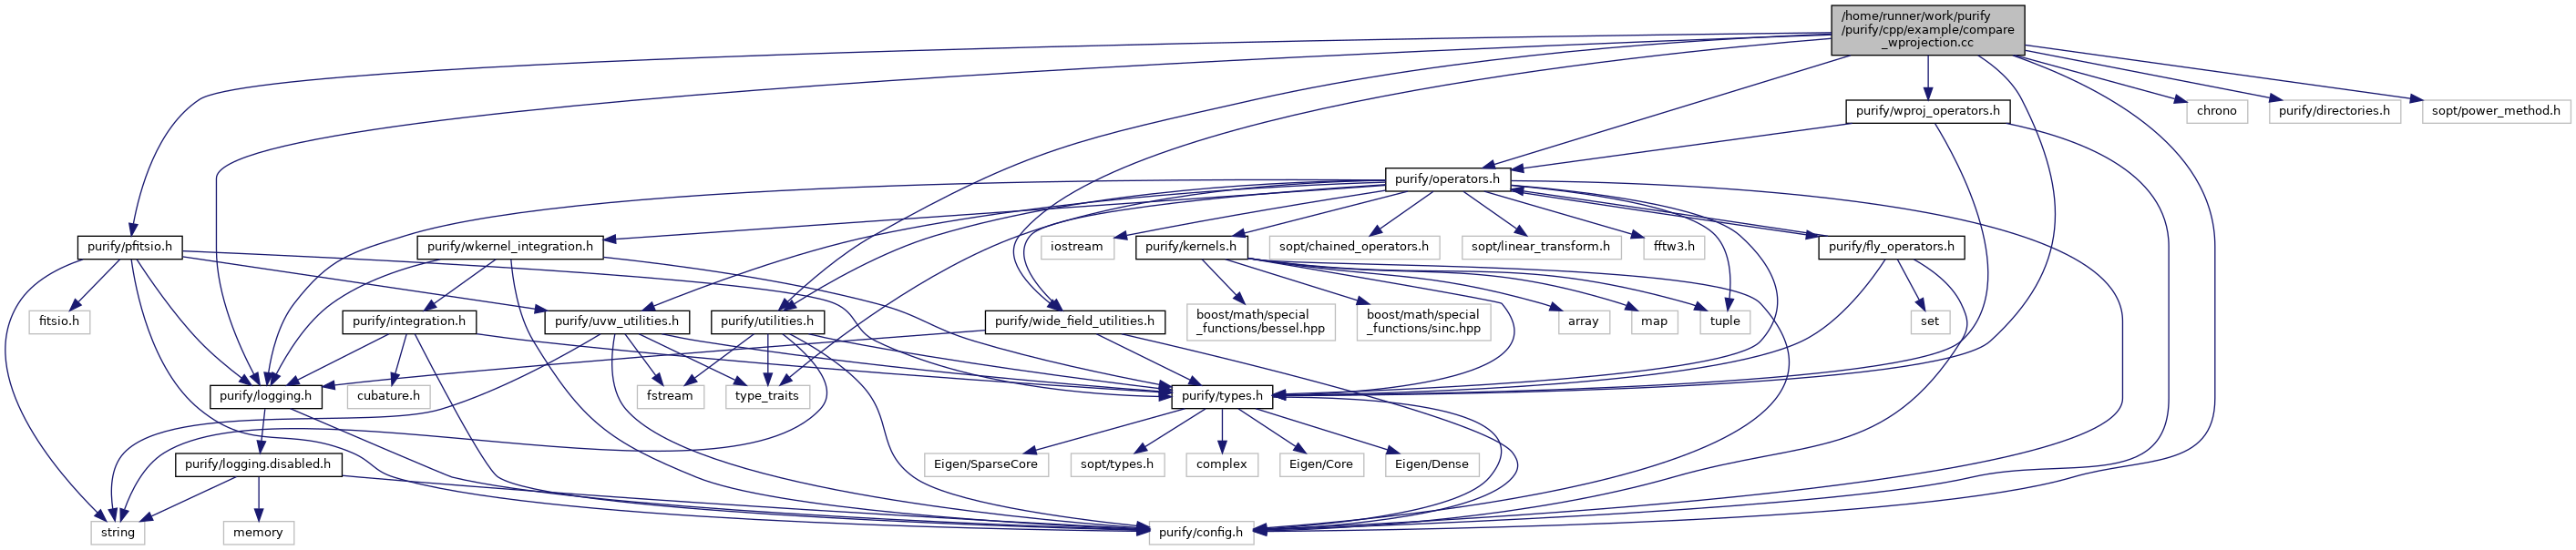 /home/runner/work/purify
/purify/cpp/example/compare
_wprojection.cc
purify/wproj_operators.h
chrono
purify/directories.h
sopt/power_method.h
purify/operators.h
purify/pfitsio.h
purify/wkernel_integration.h
iostream
purify/kernels.h
sopt/chained_operators.h
sopt/linear_transform.h
fftw3.h
purify/fly_operators.h
fitsio.h
purify/integration.h
purify/uvw_utilities.h
purify/utilities.h
purify/wide_field_utilities.h
boost/math/special
_functions/bessel.hpp
boost/math/special
_functions/sinc.hpp
array
map
tuple
set
purify/logging.h
cubature.h
fstream
type_traits
purify/types.h
purify/logging.disabled.h
Eigen/SparseCore
sopt/types.h
complex
Eigen/Core
Eigen/Dense
string
memory
purify/config.h